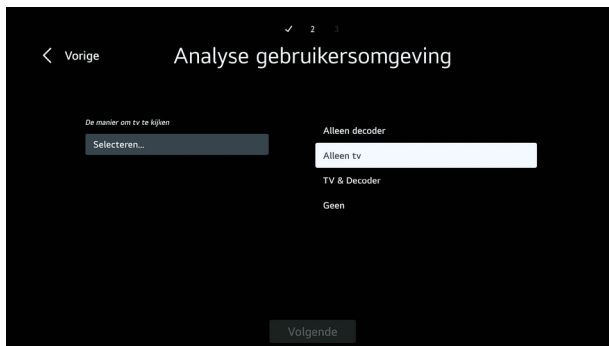 ✓ 2 3
Vorige
Analyse gebruikersomgeving
De manier om tv te kijken
Selecteren...
Alleen decoder
Alleen tv
TV & Decoder
Geen
Volgende